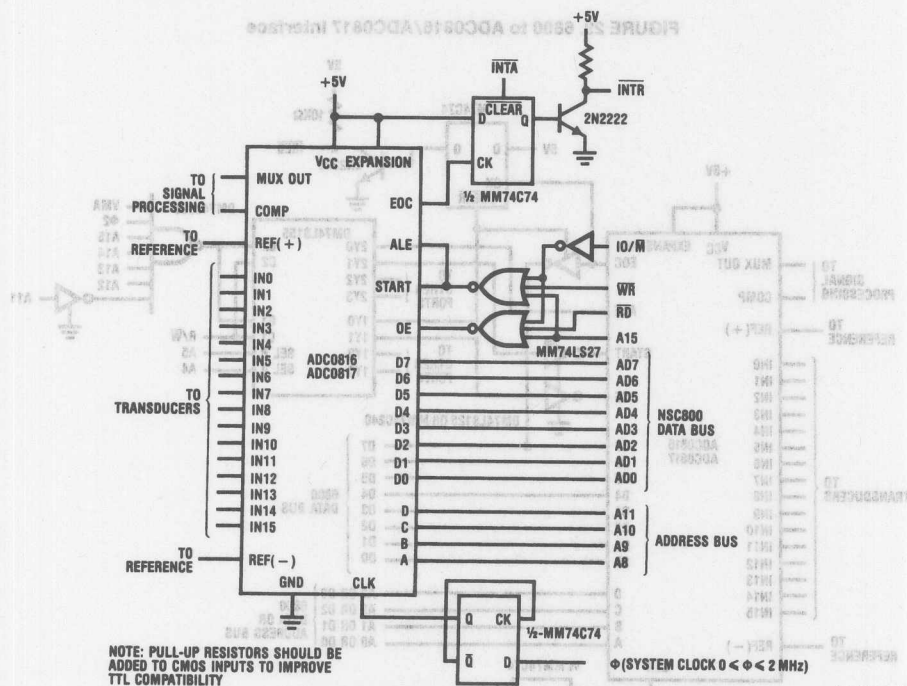 +5V
INTA
+5V
INTR
2N2222
D CLEAR Q
CK
½ MM74C74
VCC EXPANSION
TO
SIGNAL
PROCESSING
MUX OUT
COMP
EOC
TO
REFERENCE
REF(+)
ALE
START
OE
IO/M
WR
RD
A15
MM74LS27
TO
TRANSDUCERS
IN0
IN1
IN2
IN3
IN4
IN5
IN6
IN7
IN8
IN9
IN10
IN11
IN12
IN13
IN14
IN15
ADC0816
ADC0817
D7
D6
D5
D4
D3
D2
D1
D0
AD7
AD6
AD5
AD4
AD3
AD2
AD1
AD0
NSC800
DATA BUS
D
C
B
A
A11
A10
A9
A8
ADDRESS BUS
TO
REFERENCE
REF(−)
GND
CLK
Q CK
Q D
½-MM74C74
Φ(SYSTEM CLOCK 0 ⩽ Φ ⩽ 2 MHz)
NOTE: PULL-UP RESISTORS SHOULD BE
ADDED TO CMOS INPUTS TO IMPROVE
TTL COMPATIBILITY